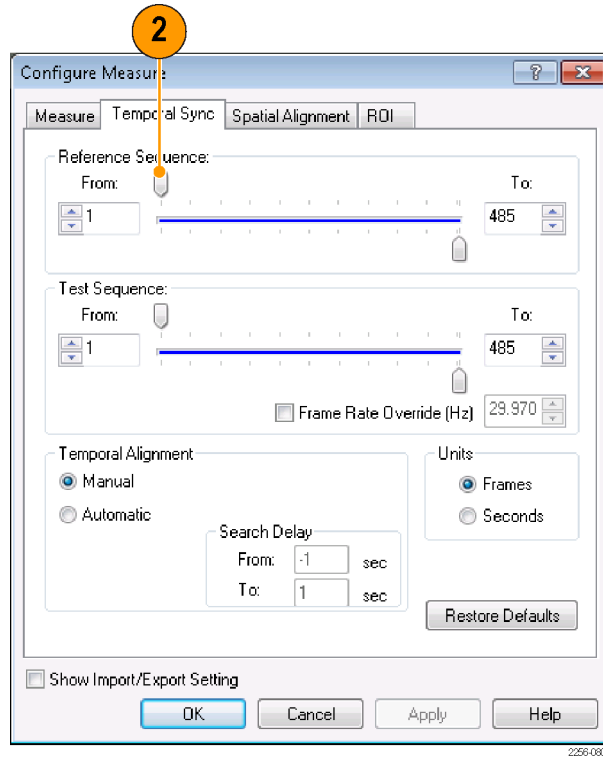 2
Configure Measure
Measure Temporal Sync Spatial Alignment ROI
Reference Sequence:
From: To:
1 485
Test Sequence:
From: To:
1 485
Frame Rate Override (Hz) 29.970
Temporal Alignment
Manual
Automatic
Search Delay
From: -1 sec
To: 1 sec
Units
Frames
Seconds
Restore Defaults
Show Import/Export Setting
OK Cancel Apply Help